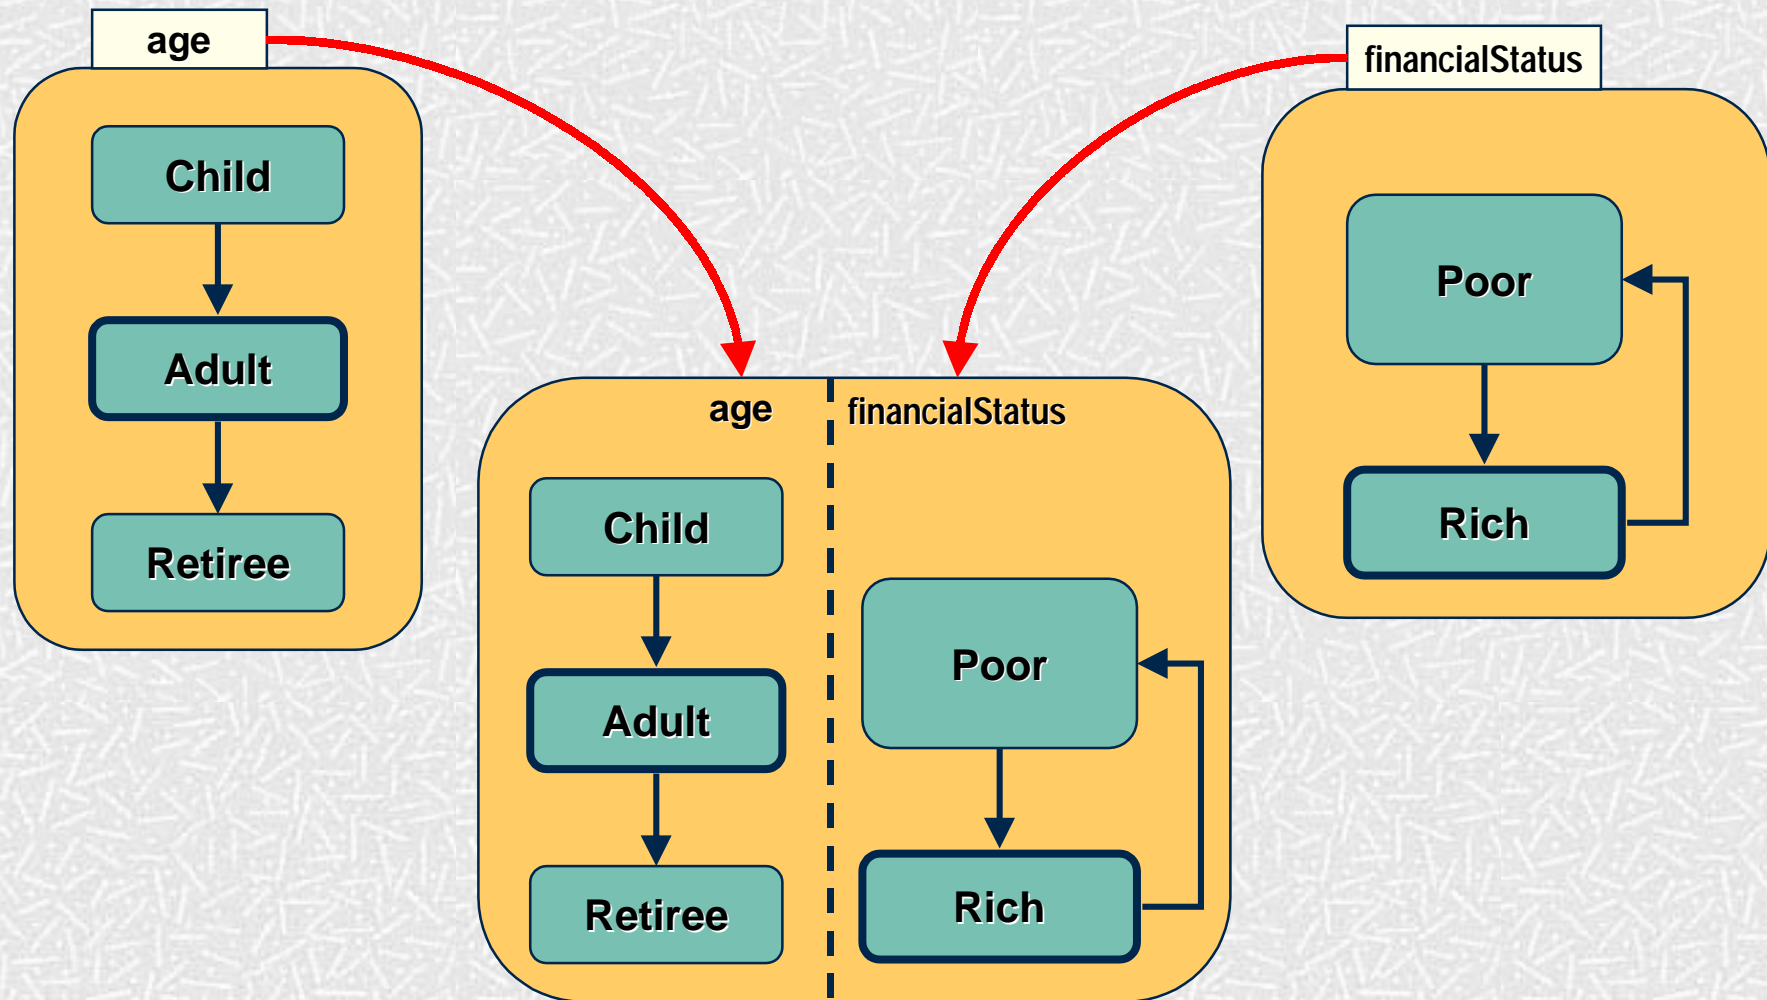 age
Child
Adult
Retiree
financialStatus
Poor
Rich
age
financialStatus
Child
Adult
Retiree
Poor
Rich